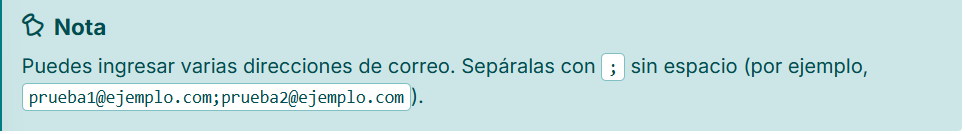 Nota
Puedes ingresar varias direcciones de correo. Sepáralas con ; sin espacio (por ejemplo,
prueba1@ejemplo.com;prueba2@ejemplo.com).